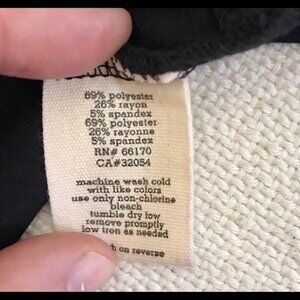 69% polyester
26% rayon
5% spandex
69% polyester
26% rayonne
5% spandex
RN# 66170
CA#32054
machine wash cold
with like colors
use only non-chlorine
bleach
tumble dry low
remove promptly
low iron as needed
on reverse